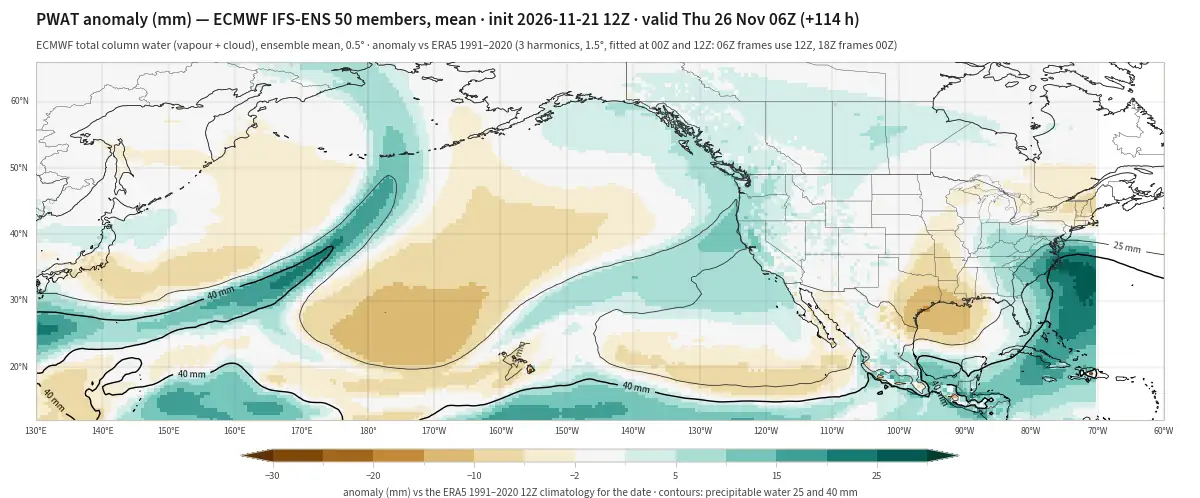 PWAT anomaly (mm) — ECMWF IFS-ENS 50 members, mean · init 2026-11-21 12Z · valid Thu 26 Nov 06Z (+114 h)
ECMWF total column water (vapour + cloud), ensemble mean, 0.5° · anomaly vs ERA5 1991–2020 (3 harmonics, 1.5°, fitted at 00Z and 12Z: 06Z frames use 12Z, 18Z frames 00Z)
60°N
50°N
40°N
25 mm
30°N
40 mm
20°N
40 mm
40 mm
40 mm
130°E 140°E 150°E 160°E 170°E 180° 170°W 160°W 150°W 140°W 130°W 120°W 110°W 100°W 90°W 80°W 70°W 60°W
−30 −20 −10 −2 5 15 25
anomaly (mm) vs the ERA5 1991–2020 12Z climatology for the date · contours: precipitable water 25 and 40 mm